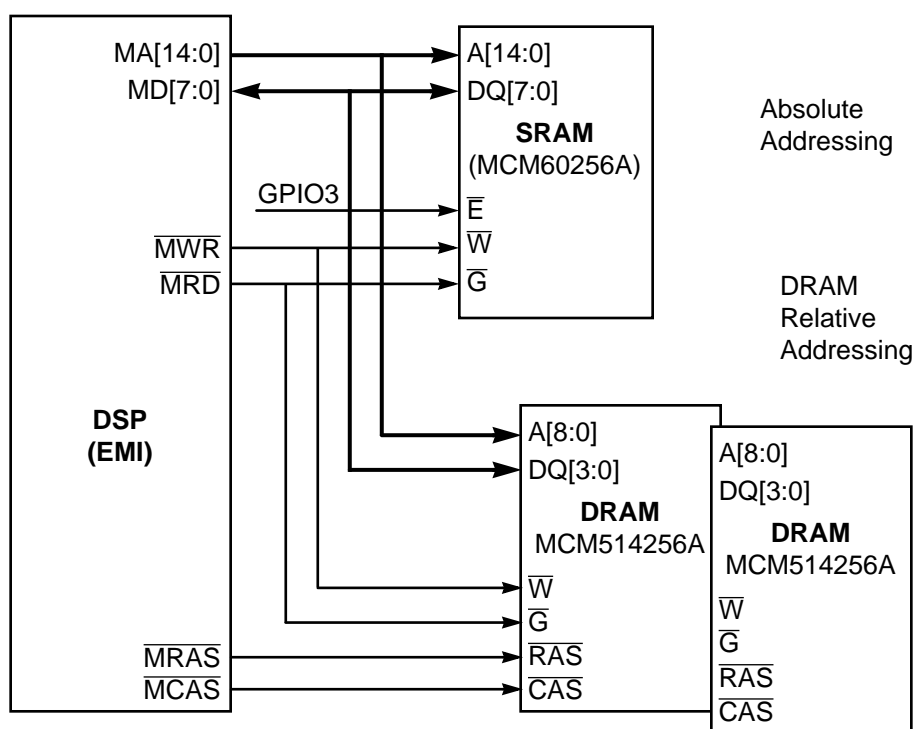 MA[14:0]
MD[7:0]
GPIO3
MWR
MRD
DSP
(EMI)
MRAS
MCAS
A[14:0]
DQ[7:0]
SRAM
(MCM60256A)
E
W
G
Absolute
Addressing
DRAM
Relative
Addressing
A[8:0]
DQ[3:0]
DRAM
MCM514256A
W
G
RAS
CAS
A[8:0]
DQ[3:0]
DRAM
MCM514256A
W
G
RAS
CAS